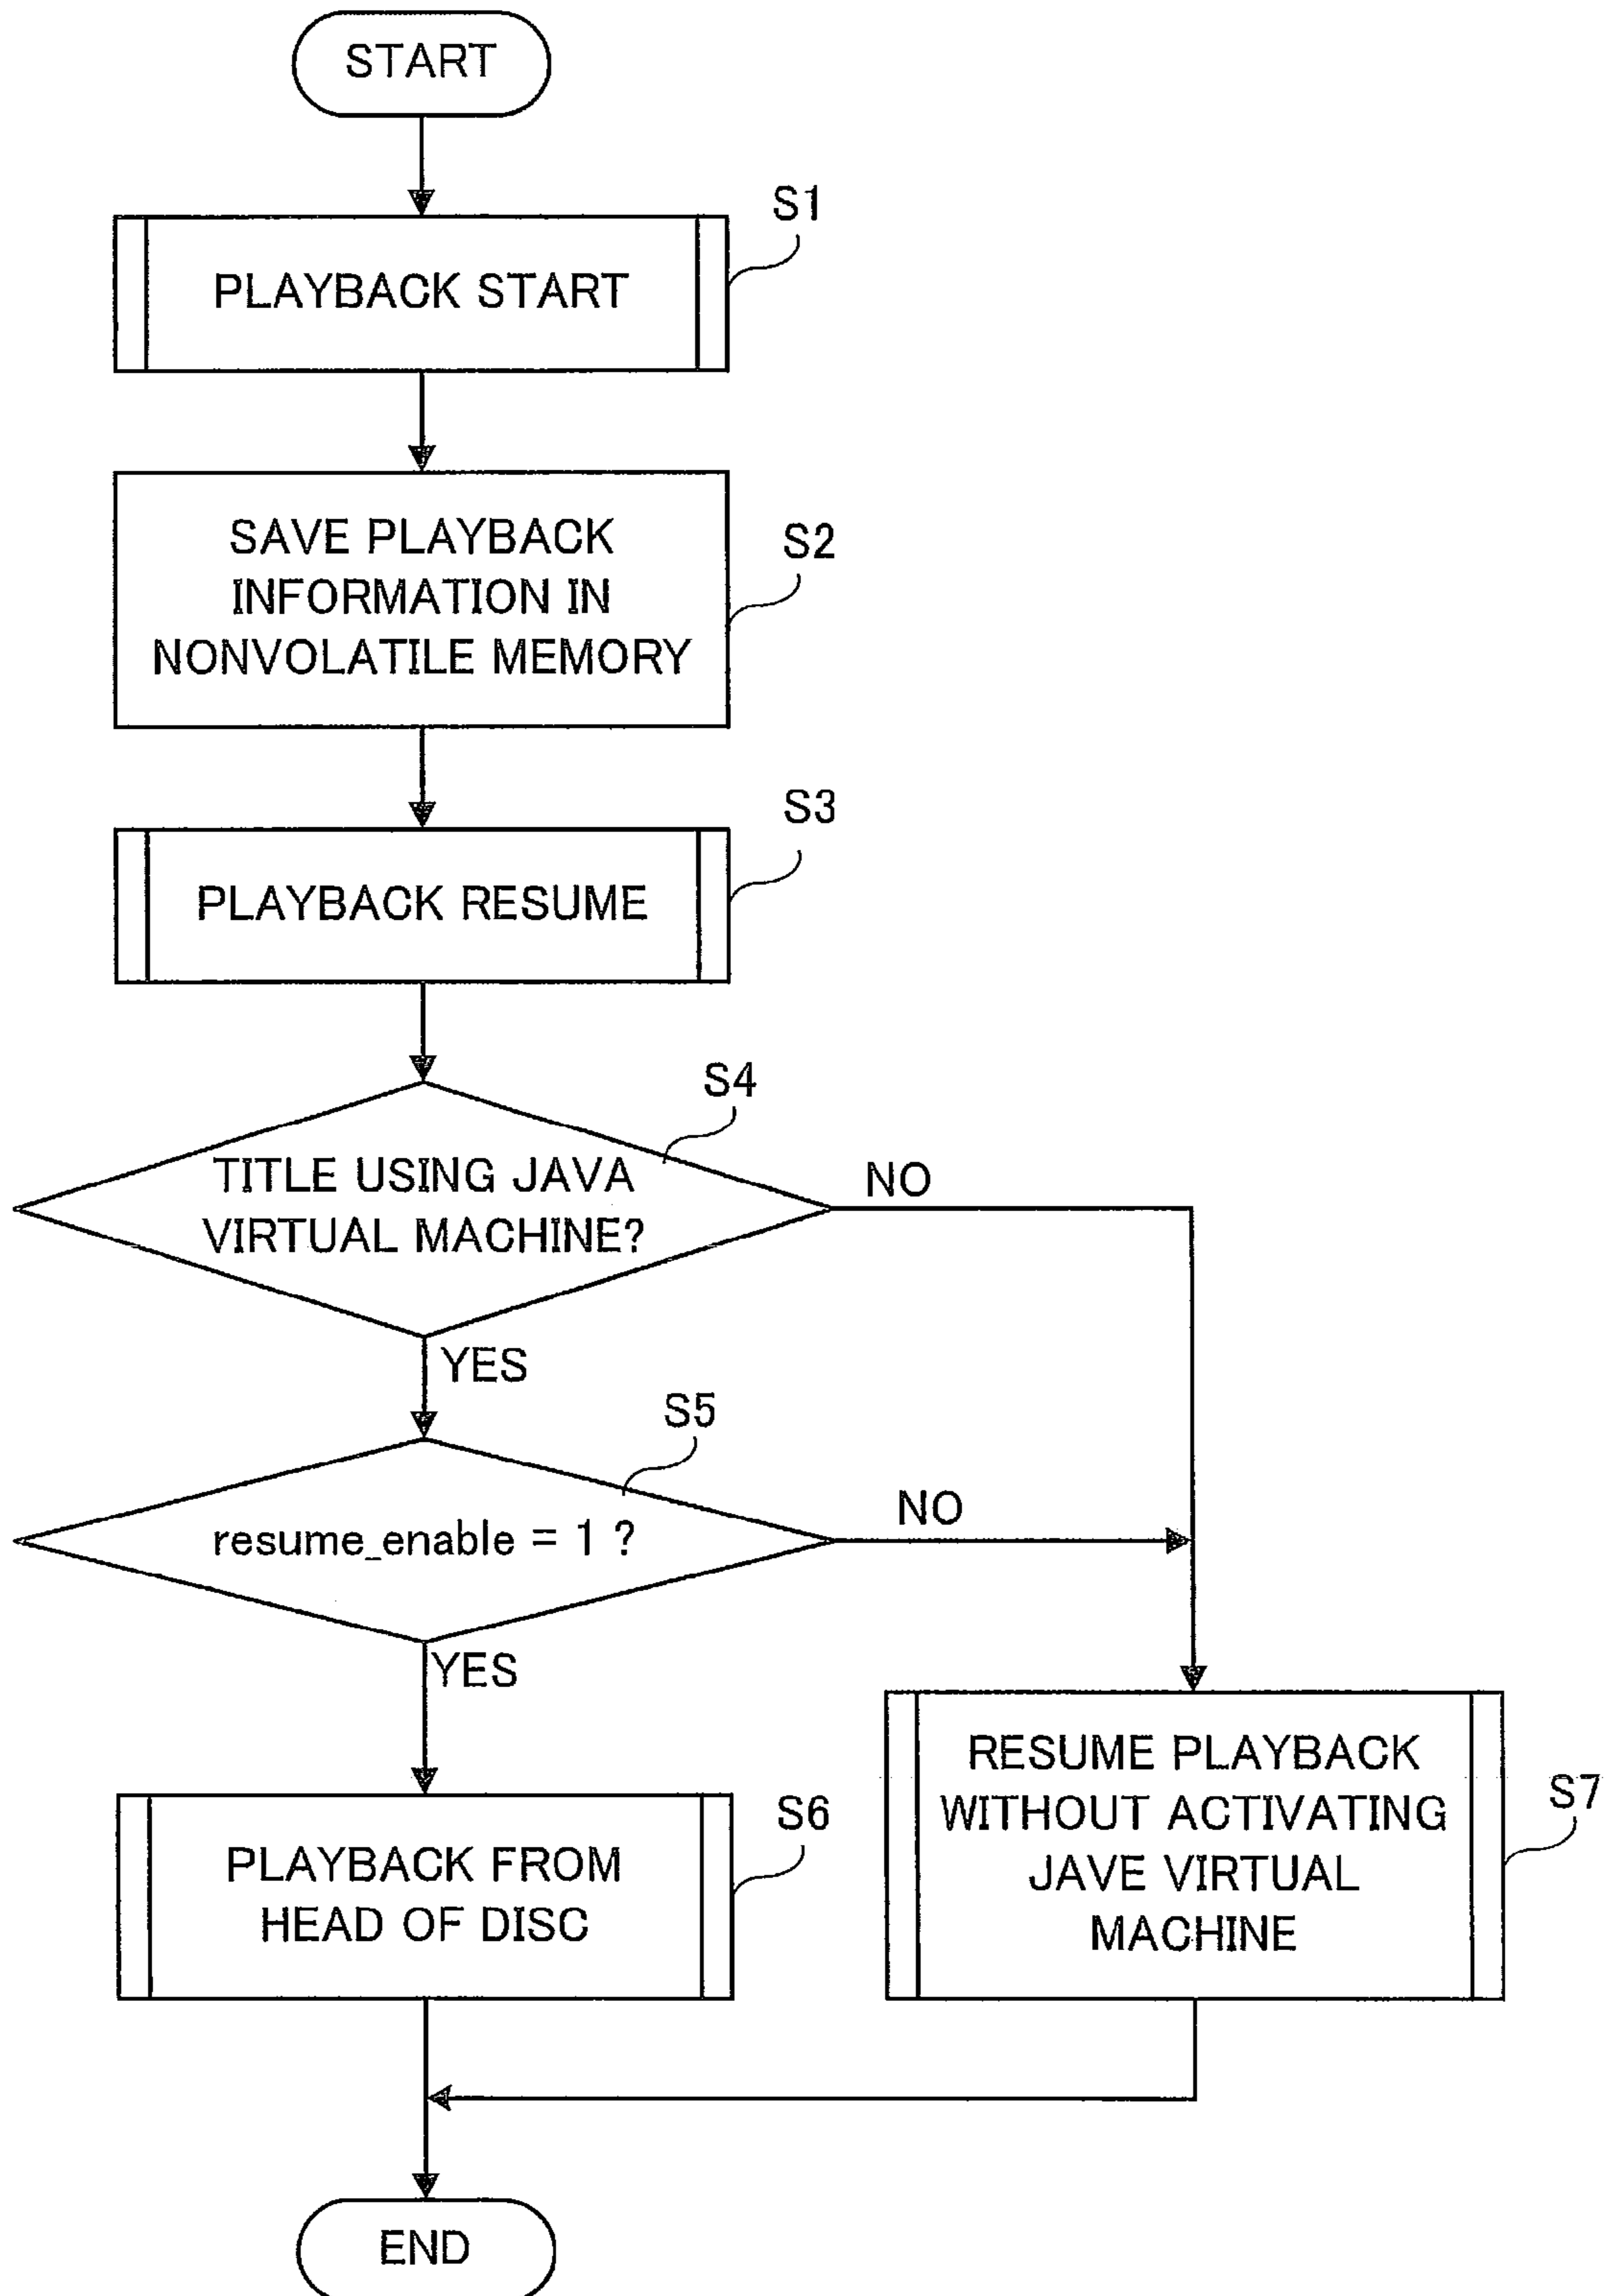 START
S1
PLAYBACK START
S2
SAVE PLAYBACK
INFORMATION IN
NONVOLATILE MEMORY
S3
PLAYBACK RESUME
S4
TITLE USING JAVA
VIRTUAL MACHINE?
NO
YES
S5
resume_enable = 1 ?
NO
YES
S6
PLAYBACK FROM
HEAD OF DISC
S7
RESUME PLAYBACK
WITHOUT ACTIVATING
JAVE VIRTUAL
MACHINE
END